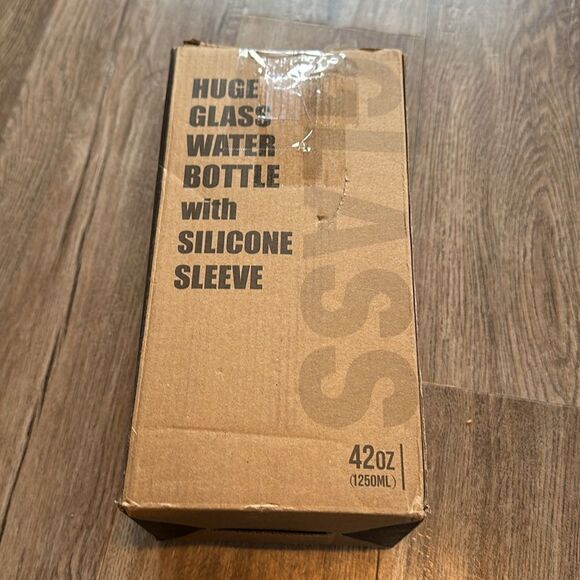 HUGE
GLASS
WATER
BOTTLE
with
SILICONE
SLEEVE
GLASS
42OZ
(1250ML)